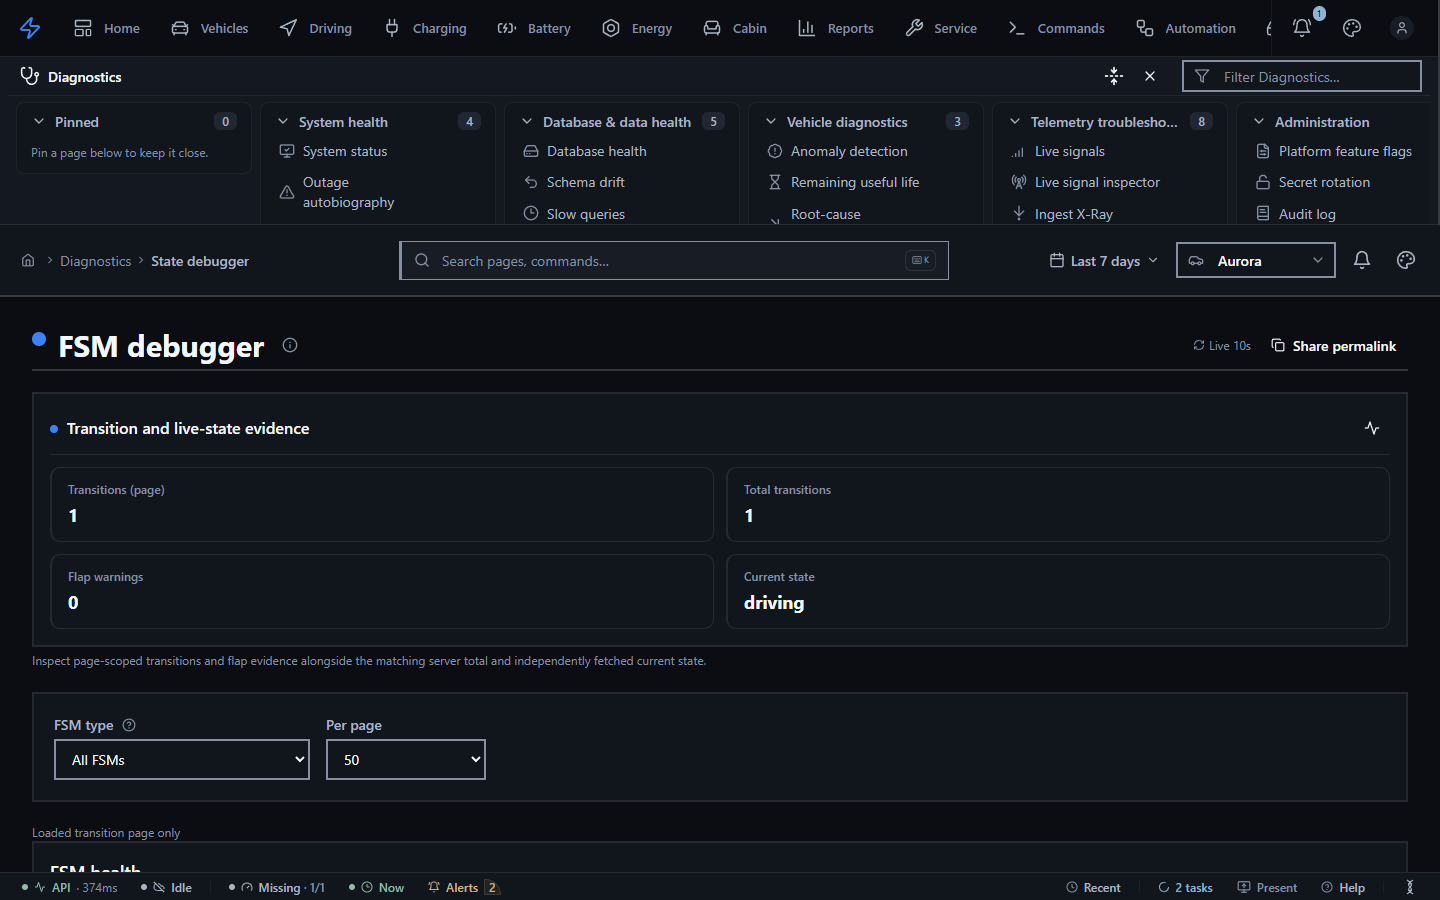 Home
Vehicles
Driving
Charging
Battery
Energy
Cabin
Reports
Service
Commands
Automation
1
Diagnostics
Filter Diagnostics...
Pinned 0
Pin a page below to keep it close.
System health 4
System status
Outage
autobiography
Database & data health 5
Database health
Schema drift
Slow queries
Vehicle diagnostics 3
Anomaly detection
Remaining useful life
Root-cause
Telemetry troublesho... 8
Live signals
Live signal inspector
Ingest X-Ray
Administration
Platform feature flags
Secret rotation
Audit log
Diagnostics
State debugger
Search pages, commands...
K
Last 7 days
Aurora
FSM debugger
Live 10s
Share permalink
Transition and live-state evidence
Transitions (page)
1
Total transitions
1
Flap warnings
0
Current state
driving
Inspect page-scoped transitions and flap evidence alongside the matching server total and independently fetched current state.
FSM type
All FSMs
Per page
50
Loaded transition page only
FSM health
API · 374ms
Idle
Missing · 1/1
Now
Alerts 2
Recent
2 tasks
Present
Help